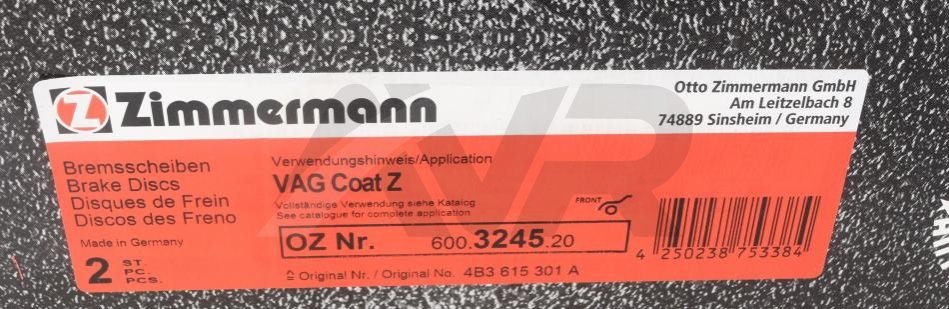 Z Zimmermann
Otto Zimmermann GmbH
Am Leitzelbach 8
74889 Sinsheim / Germany
Bremsscheiben
Brake Discs
Disques de Frein
Discos des Freno
Made in Germany
2 ST.
PC.
PCS.
Verwendungshinweis/Application
VAG Coat Z
Vollständige Verwendung siehe Katalog
See catalogue for complete application
FRONT
OZ Nr. 600.3245.20
≙ Original Nr. / Original No. 4B3 615 301 A
4 250238 753384
VR